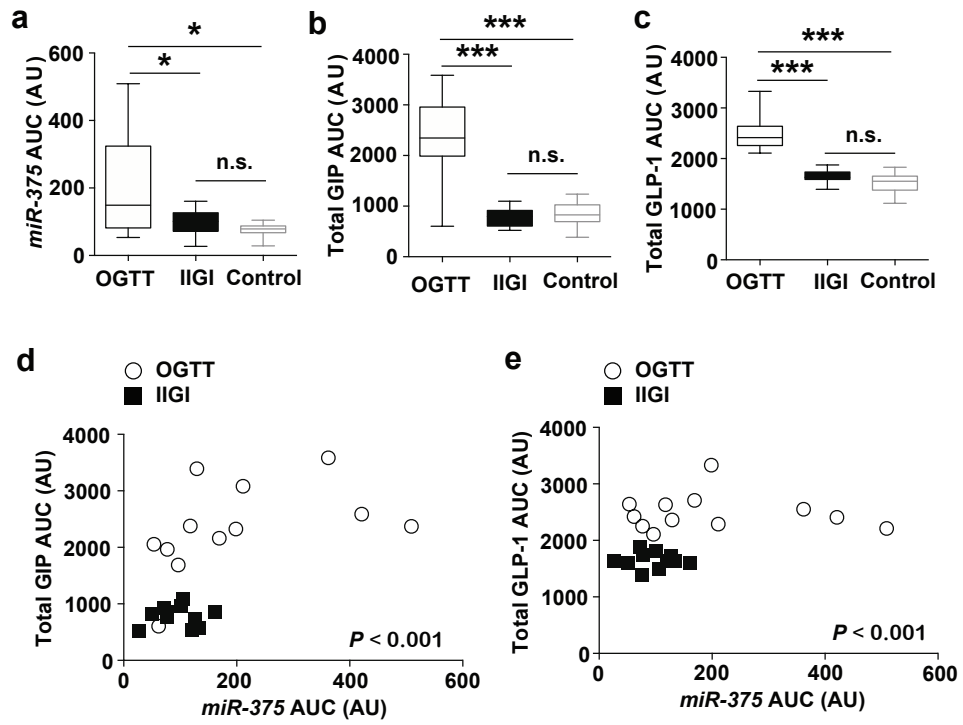 a
miR-375 AUC (AU)
600
400
200
0
*
*
n.s.
OGTT IIGI Control
b
Total GIP AUC (AU)
4000
3000
2000
1000
0
***
***
n.s.
OGTT IIGI Control
c
Total GLP-1 AUC (AU)
4000
3000
2000
1000
0
***
***
n.s.
OGTT IIGI Control
d
OGTT
IIGI
Total GIP AUC (AU)
4000
3000
2000
1000
0
P < 0.001
0 200 400 600
miR-375 AUC (AU)
e
OGTT
IIGI
Total GLP-1 AUC (AU)
4000
3000
2000
1000
0
P < 0.001
0 200 400 600
miR-375 AUC (AU)